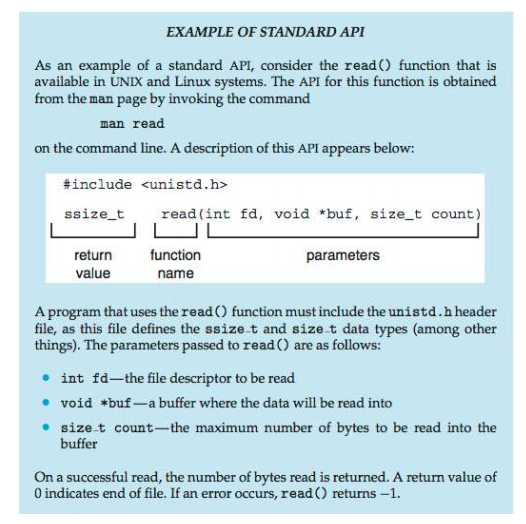 EXAMPLE OF STANDARD API
As an example of a standard API, consider the read() function that is
available in UNIX and Linux systems. The API for this function is obtained
from the man page by invoking the command
man read
on the command line. A description of this API appears below:
#include <unistd.h>
ssize_t read(int fd, void *buf, size_t count)
return function parameters
value name
A program that uses the read() function must include the unistd.h header
file, as this file defines the ssize_t and size_t data types (among other
things). The parameters passed to read() are as follows:
• int fd—the file descriptor to be read
• void *buf—a buffer where the data will be read into
• size_t count—the maximum number of bytes to be read into the
buffer
On a successful read, the number of bytes read is returned. A return value of
0 indicates end of file. If an error occurs, read() returns −1.